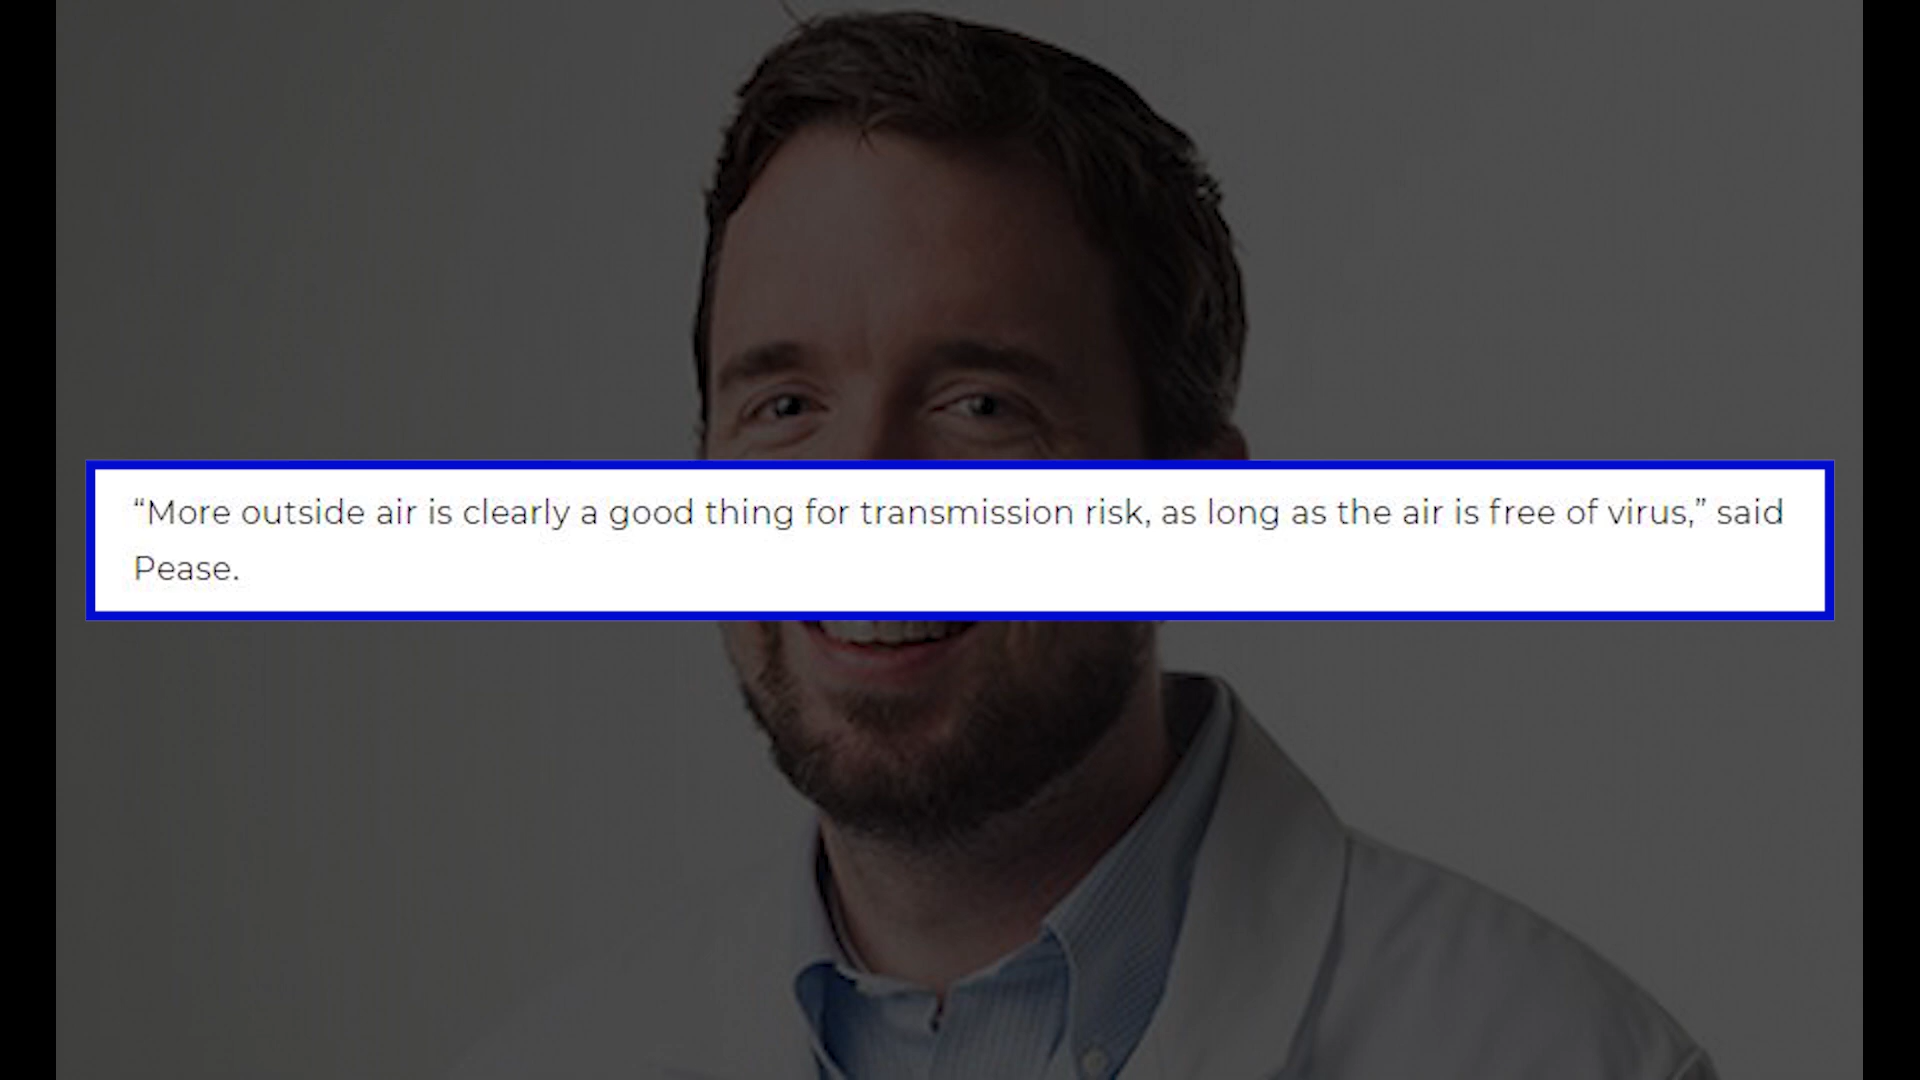 “More outside air is clearly a good thing for transmission risk, as long as the air is free of virus,” said
Pease.